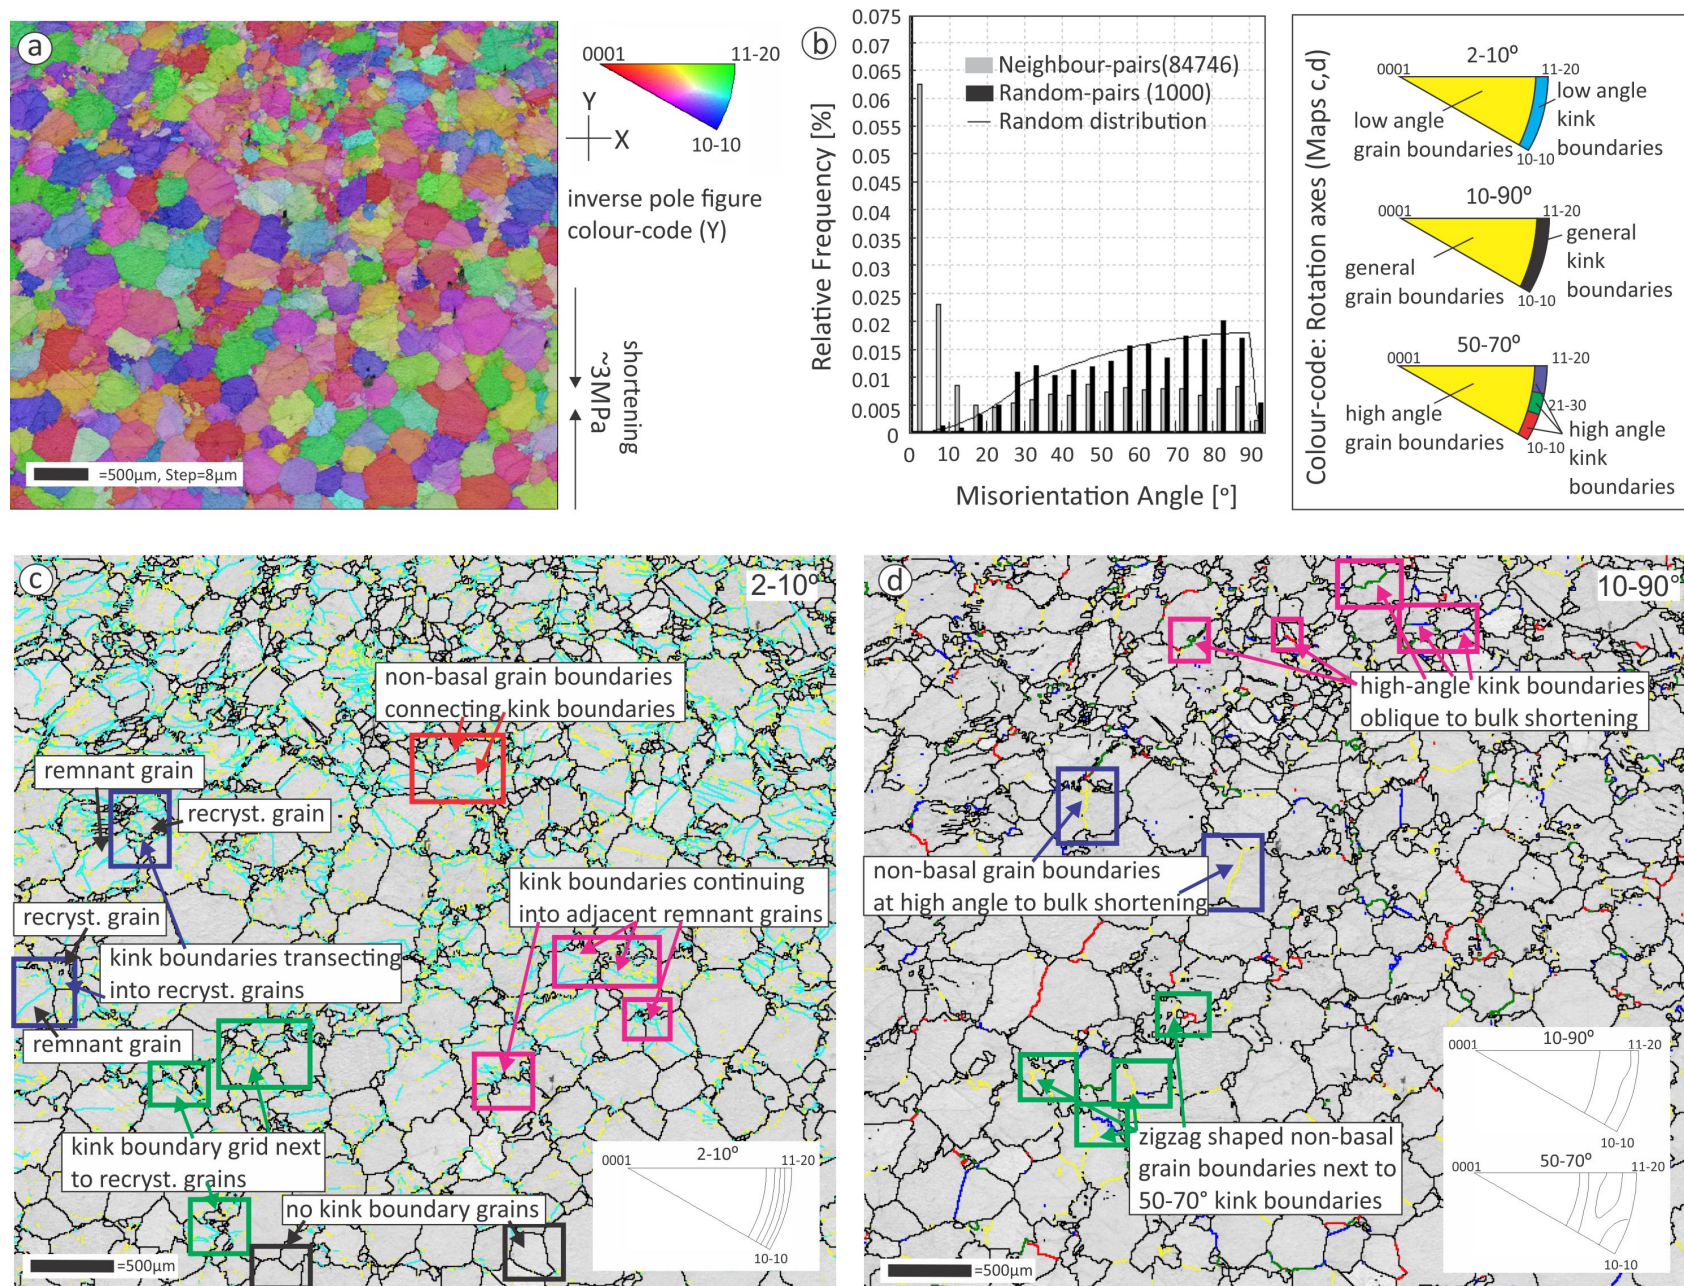 a
0001
11-20
10-10
Y
X
inverse pole figure
colour-code (Y)
shortening
~3MPa
=500µm, Step=8µm
b
Relative Frequency [%]
0.075
0.07
0.065
0.06
0.055
0.05
0.045
0.04
0.035
0.03
0.025
0.02
0.015
0.01
0.005
0
Neighbour-pairs(84746)
Random-pairs (1000)
Random distribution
0 10 20 30 40 50 60 70 80 90
Misorientation Angle [°]
Colour-code: Rotation axes (Maps c,d)
2-10°
0001
11-20
low angle
grain boundaries
10-10
low angle
kink
boundaries
10-90°
0001
11-20
general
grain boundaries
10-10
general
kink
boundaries
50-70°
0001
11-20
21-30
10-10
high angle
grain boundaries
high angle
kink
boundaries
c
2-10°
non-basal grain boundaries
connecting kink boundaries
remnant grain
recryst. grain
kink boundaries continuing
into adjacent remnant grains
recryst. grain
kink boundaries transecting
into recryst. grains
remnant grain
kink boundary grid next
to recryst. grains
no kink boundary grains
2-10°
0001
11-20
10-10
=500µm
d
10-90°
high-angle kink boundaries
oblique to bulk shortening
non-basal grain boundaries
at high angle to bulk shortening
zigzag shaped non-basal
grain boundaries next to
50-70° kink boundaries
10-90°
0001
11-20
10-10
50-70°
0001
11-20
10-10
=500µm